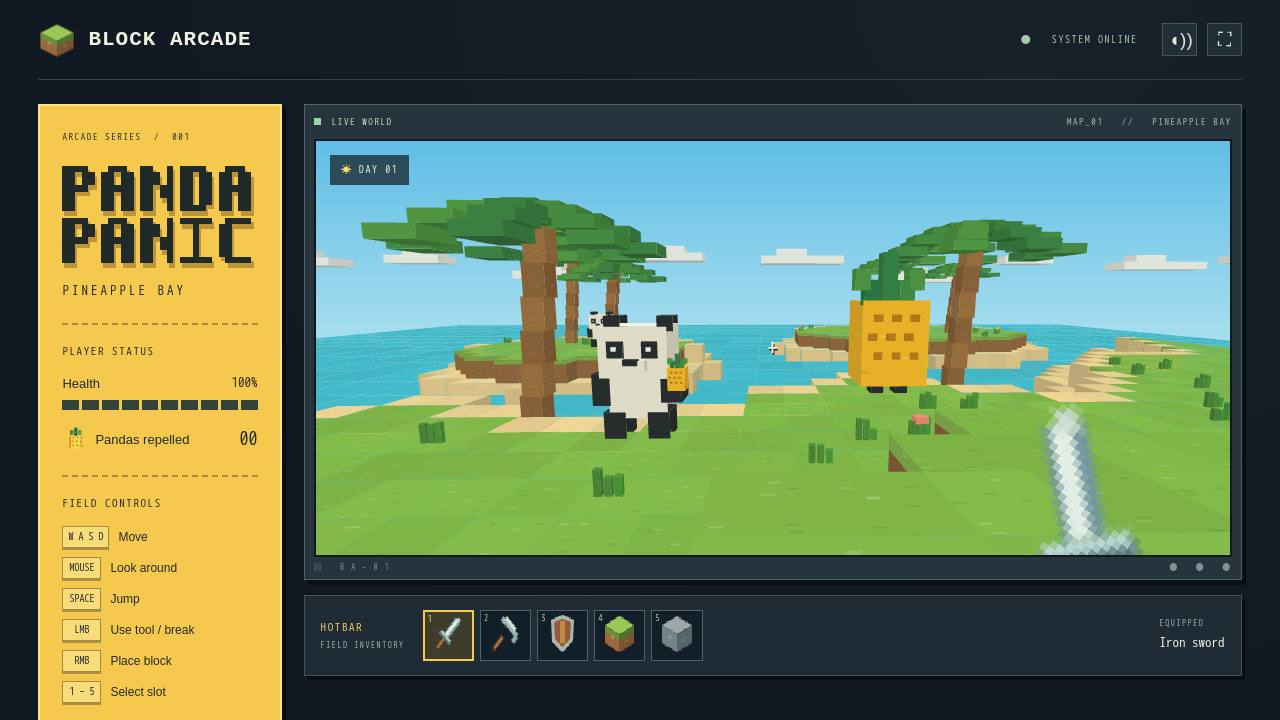 BLOCK ARCADE
SYSTEM ONLINE
ARCADE SERIES / 001
PANDA
PANIC
PINEAPPLE BAY
PLAYER STATUS
Health 100%
Pandas repelled 00
FIELD CONTROLS
W A S D Move
MOUSE Look around
SPACE Jump
LMB Use tool / break
RMB Place block
1 – 5 Select slot
LIVE WORLD
MAP_01 // PINEAPPLE BAY
DAY 01
BA-01
HOTBAR
FIELD INVENTORY
1 2 3 4 5
EQUIPPED
Iron sword